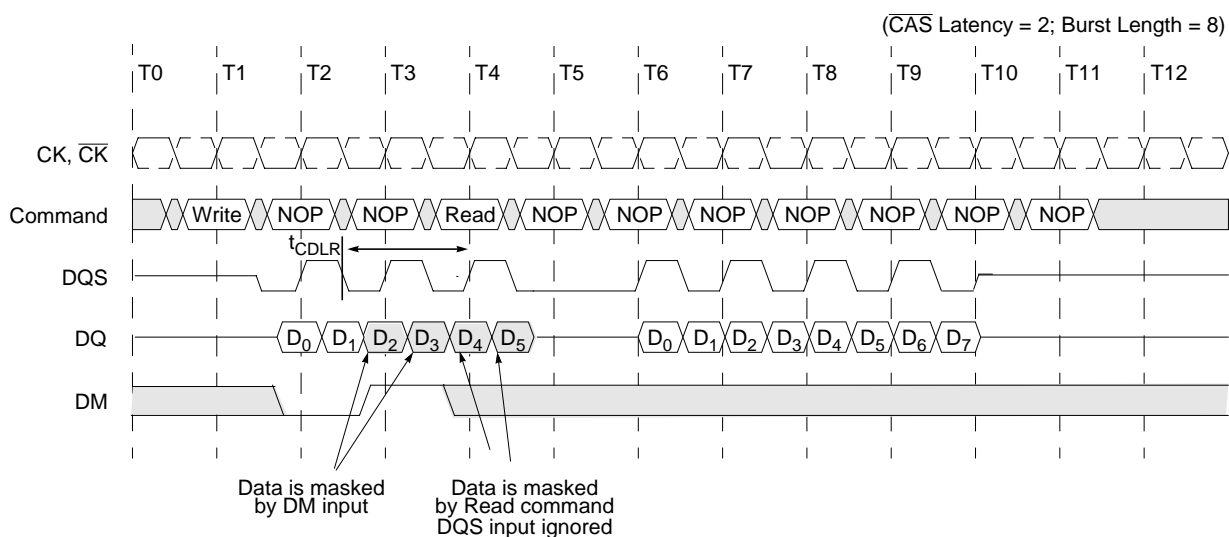 (CAS Latency = 2; Burst Length = 8)
T0 T1 T2 T3 T4 T5 T6 T7 T8 T9 T10 T11 T12
CK, CK
Command Write NOP NOP Read NOP NOP NOP NOP NOP NOP NOP
tCDLR
DQS
DQ D0 D1 D2 D3 D4 D5 D0 D1 D2 D3 D4 D5 D6 D7
DM
Data is masked
by DM input
Data is masked
by Read command
DQS input ignored